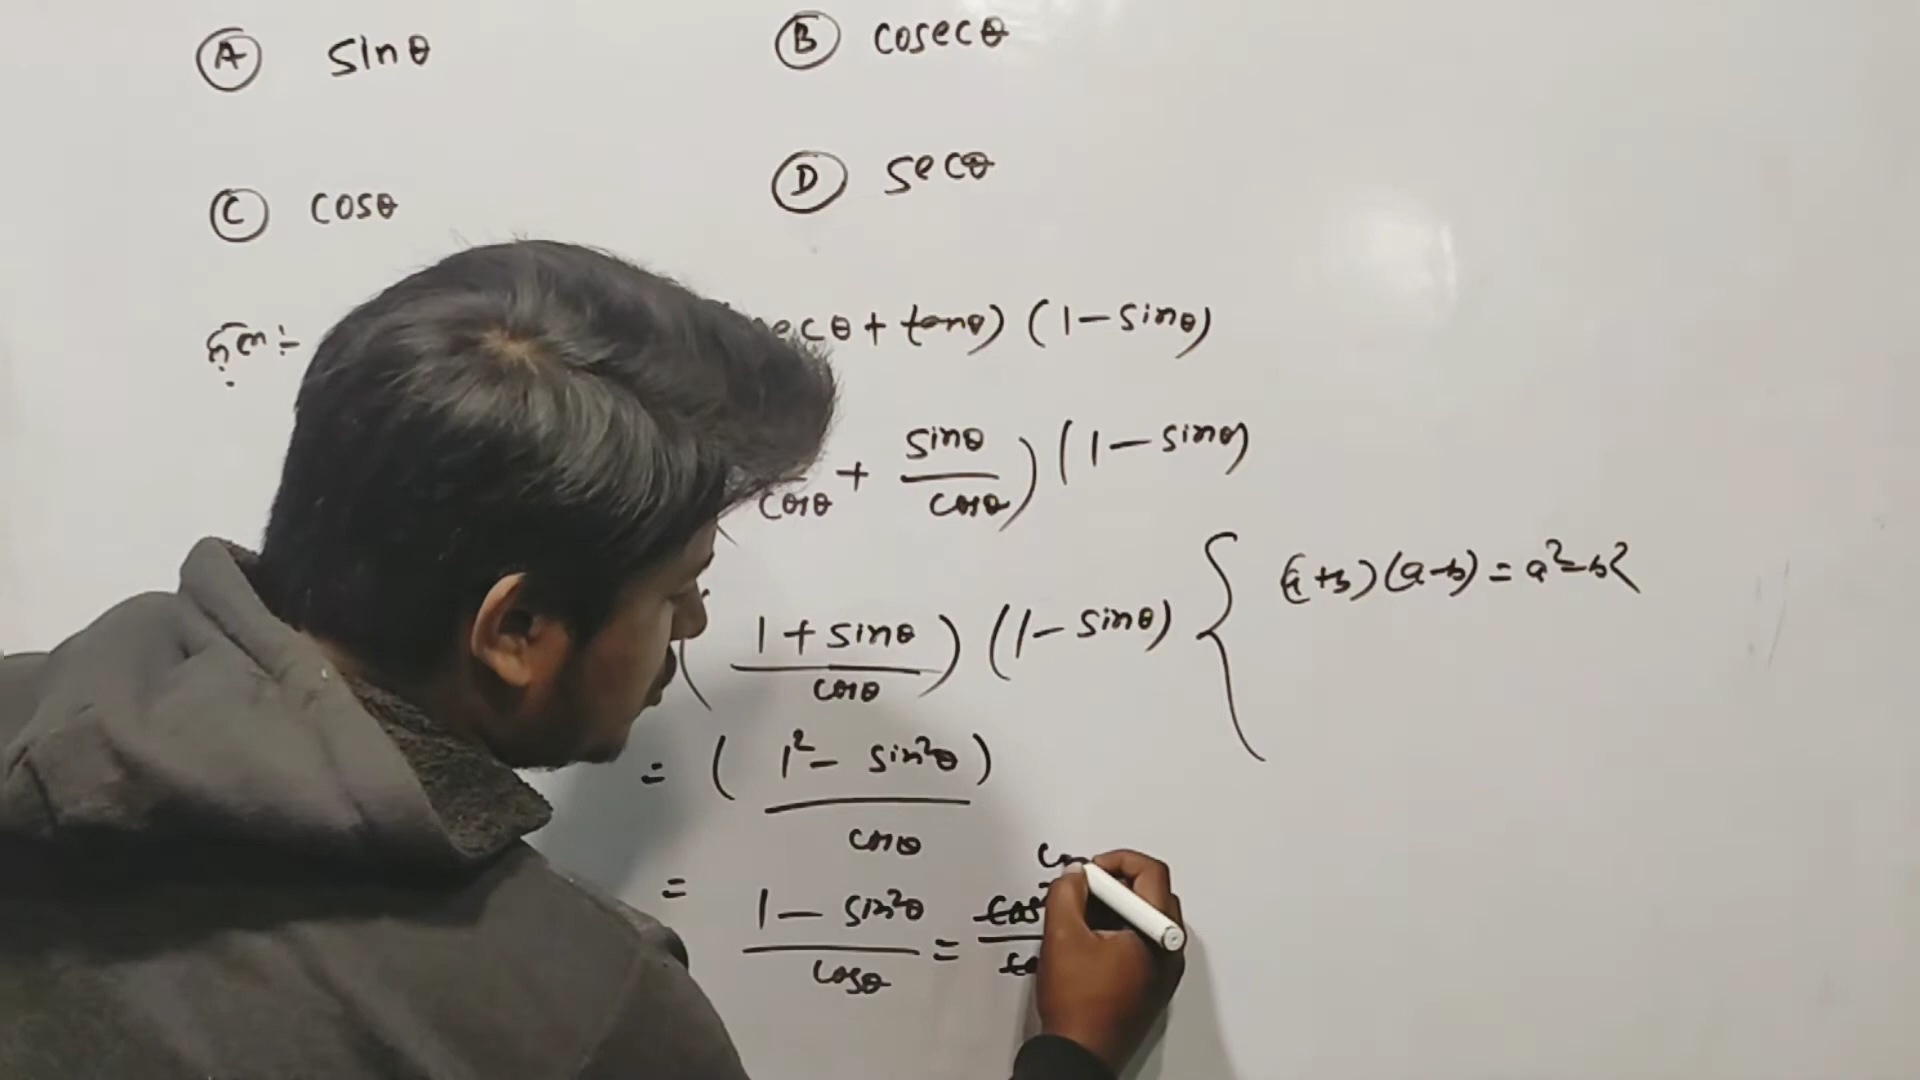 (A) sinθ (B) cosecθ
(C) cosθ (D) secθ
ecθ + tanθ) (1 - sinθ)
cosθ + sinθ/cosθ) (1 - sinθ)
(1 + sinθ/cosθ) (1 - sinθ) { (a+b)(a-b) = a²-b²
= (1² - sin²θ)/cosθ
= 1 - sin²θ/cosθ = cos²